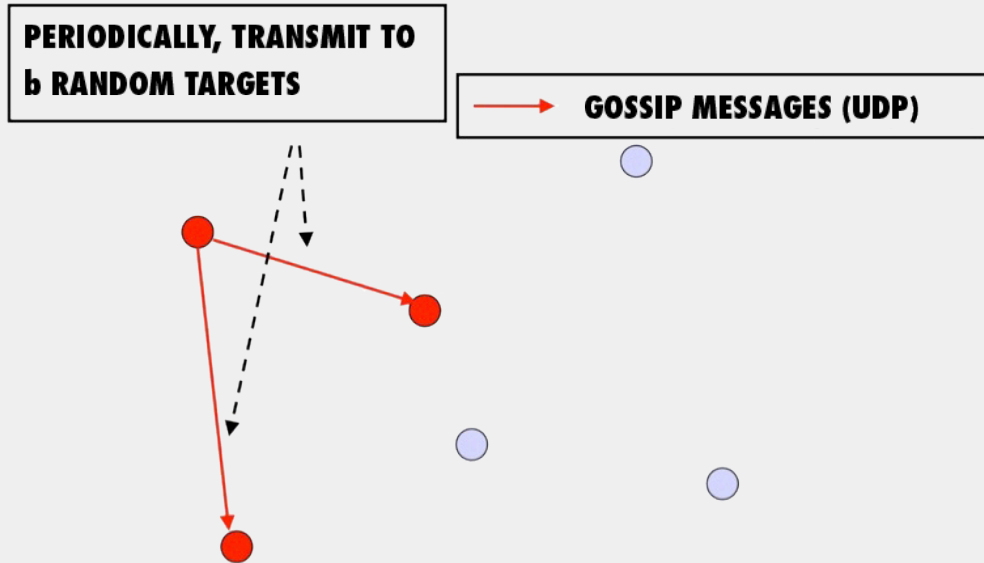 PERIODICALLY, TRANSMIT TO
b RANDOM TARGETS
GOSSIP MESSAGES (UDP)